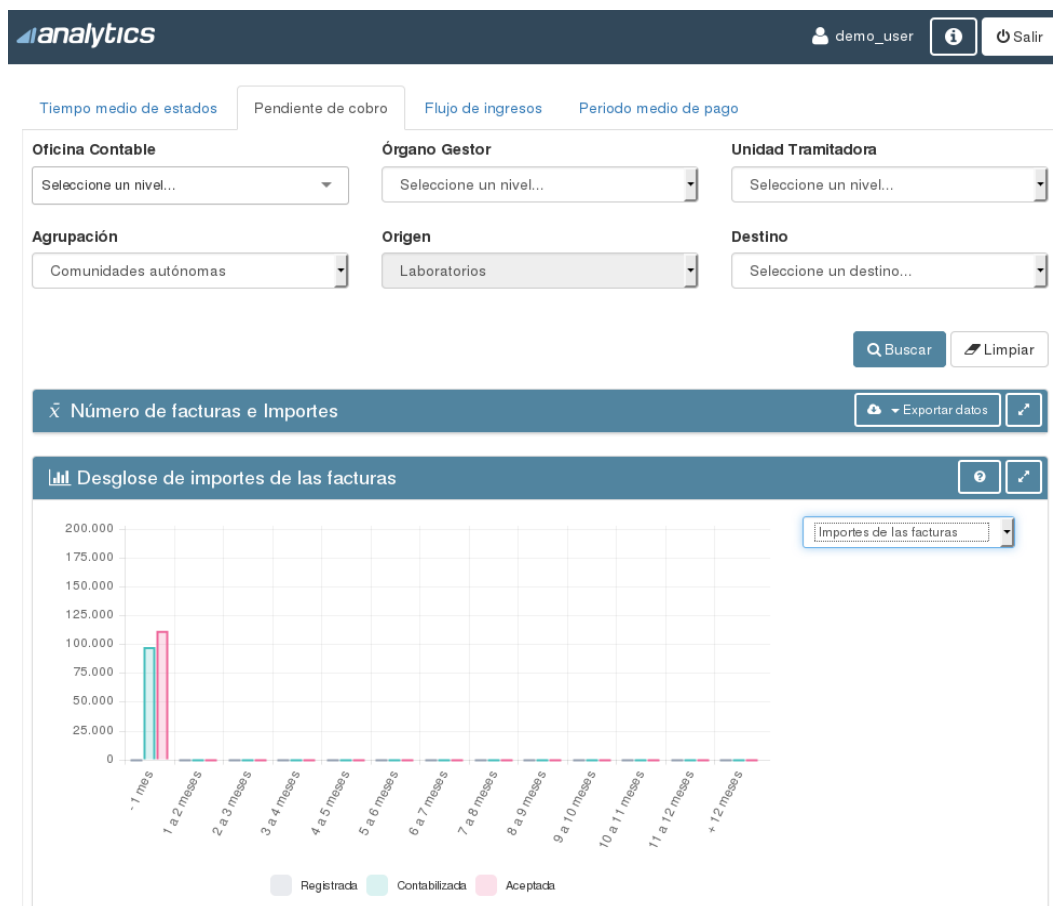 analytics
demo_user
Salir
Tiempo medio de estados
Pendiente de cobro
Flujo de ingresos
Periodo medio de pago
Oficina Contable
Órgano Gestor
Unidad Tramitadora
Seleccione un nivel...
Seleccione un nivel...
Seleccione un nivel...
Agrupación
Origen
Destino
Comunidades autónomas
Laboratorios
Seleccione un destino...
Buscar
Limpiar
x̄ Número de facturas e Importes
Exportar datos
Desglose de importes de las facturas
Importes de las facturas
200.000
175.000
150.000
125.000
100.000
75.000
50.000
25.000
0
- 1 mes
1 a 2 meses
2 a 3 meses
3 a 4 meses
4 a 5 meses
5 a 6 meses
6 a 7 meses
7 a 8 meses
8 a 9 meses
9 a 10 meses
10 a 11 meses
11 a 12 meses
+ 12 meses
Registrada
Contabilizada
Aceptada